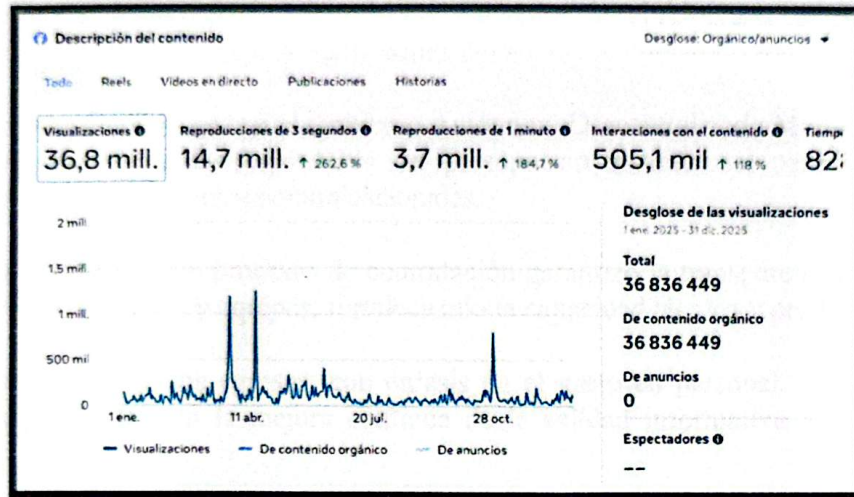 Descripción del contenido
Desglose: Orgánico/anuncios
Todo Reels Vídeos en directo Publicaciones Historias
Visualizaciones Reproducciones de 3 segundos Reproducciones de 1 minuto Interacciones con el contenido Tiemp
36,8 mill. 14,7 mill. ↑ 262,6 % 3,7 mill. ↑ 184,7 % 505,1 mil ↑ 118 % 82
2 mill.
1,5 mill.
1 mill.
500 mil
0
1 ene. 11 abr. 20 jul. 28 oct.
Visualizaciones De contenido orgánico De anuncios
Desglose de las visualizaciones
1 ene. 2025 - 31 dic. 2025
Total
36 836 449
De contenido orgánico
36 836 449
De anuncios
0
Espectadores
--